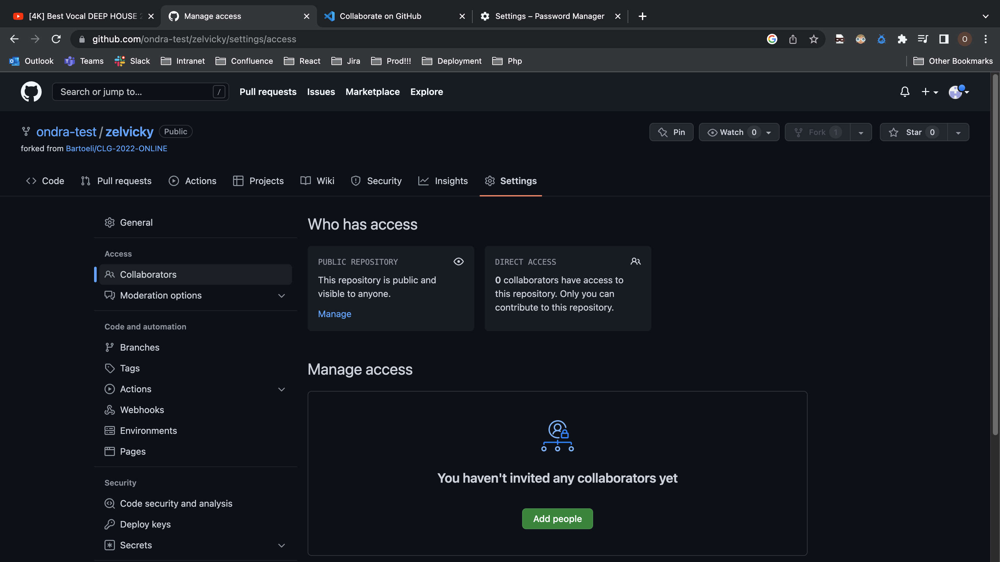 [4K] Best Vocal DEEP HOUSE
Manage access
Collaborate on GitHub
Settings – Password Manager
github.com/ondra-test/zelvicky/settings/access
O
Outlook
Teams
Slack
Intranet
Confluence
React
Jira
Prod!!!
Deployment
Php
Other Bookmarks
Search or jump to...
/
Pull requests
Issues
Marketplace
Explore
ondra-test / zelvicky
Public
Pin
Watch 0
Fork 1
Star 0
forked from Bartoeli/CLG-2022-ONLINE
Code
Pull requests
Actions
Projects
Wiki
Security
Insights
Settings
General
Access
Collaborators
Moderation options
Code and automation
Branches
Tags
Actions
Webhooks
Environments
Pages
Security
Code security and analysis
Deploy keys
Secrets
Who has access
PUBLIC REPOSITORY
This repository is public and
visible to anyone.
Manage
DIRECT ACCESS
0 collaborators have access to
this repository. Only you can
contribute to this repository.
Manage access
You haven't invited any collaborators yet
Add people